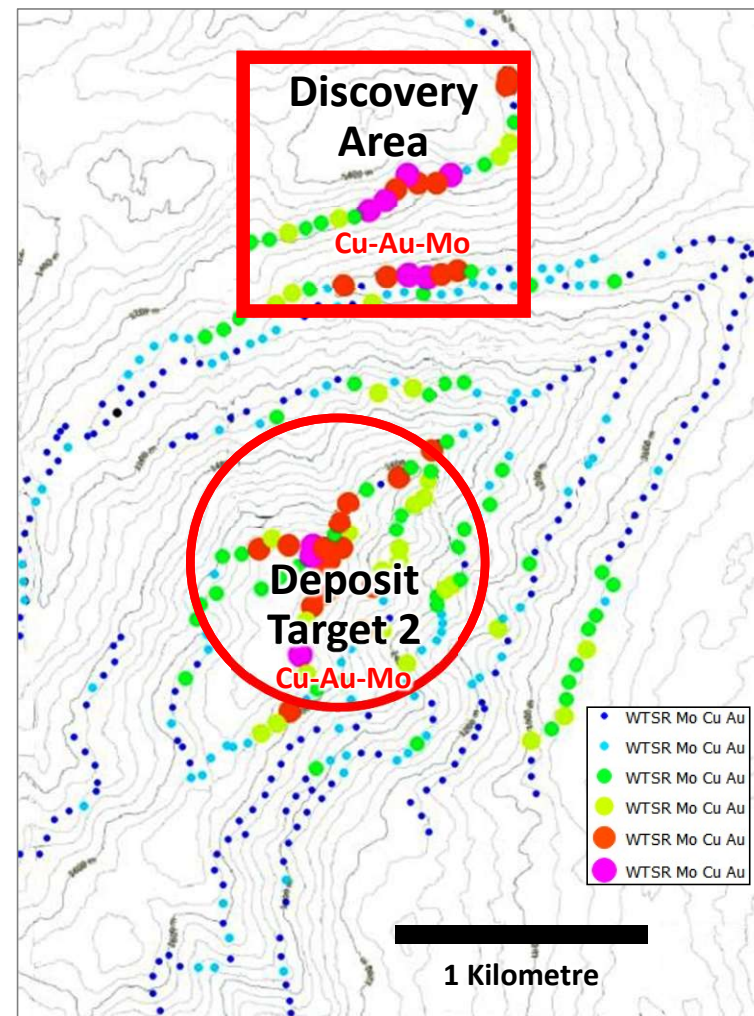 Discovery
Area
Cu-Au-Mo
Deposit
Target 2
Cu-Au-Mo
WTSR Mo Cu Au
WTSR Mo Cu Au
WTSR Mo Cu Au
WTSR Mo Cu Au
WTSR Mo Cu Au
WTSR Mo Cu Au
1 Kilometre